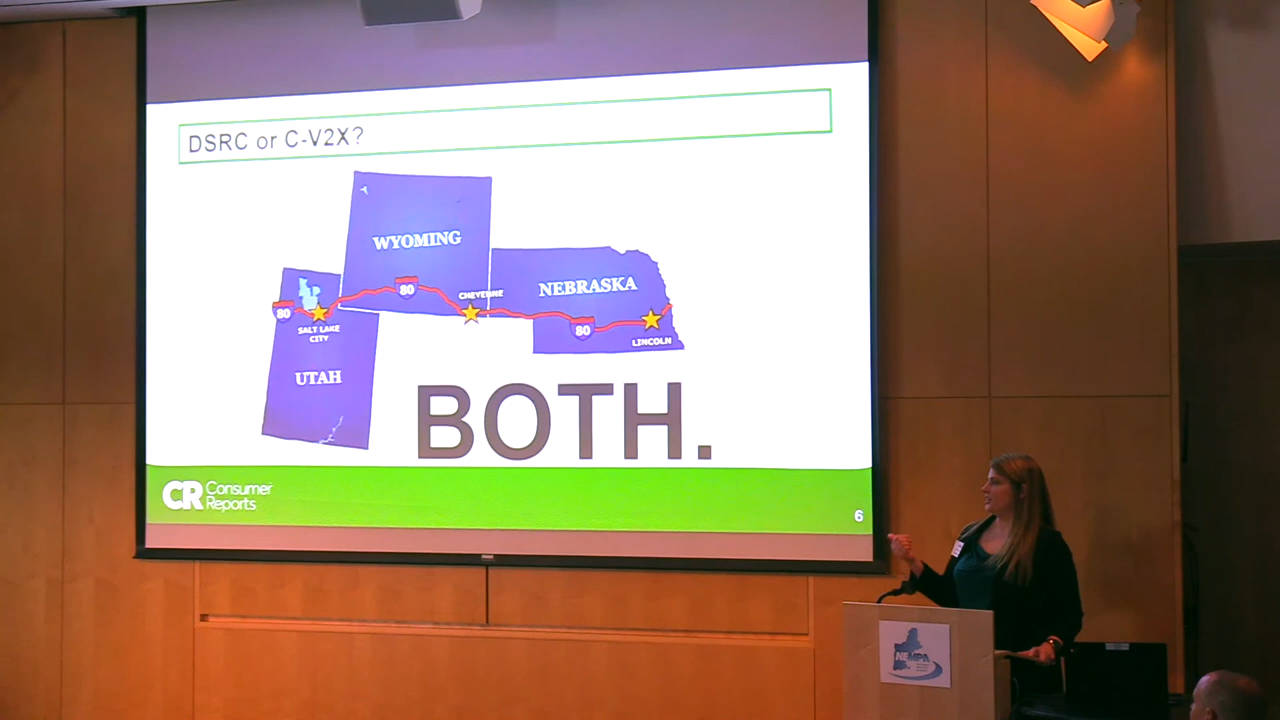 DSRC or C-V2X?
WYOMING
NEBRASKA
80
CHEYENNE
80
SALT LAKE
CITY
80
LINCOLN
UTAH
BOTH.
CR Consumer
Reports
6
NEMPA